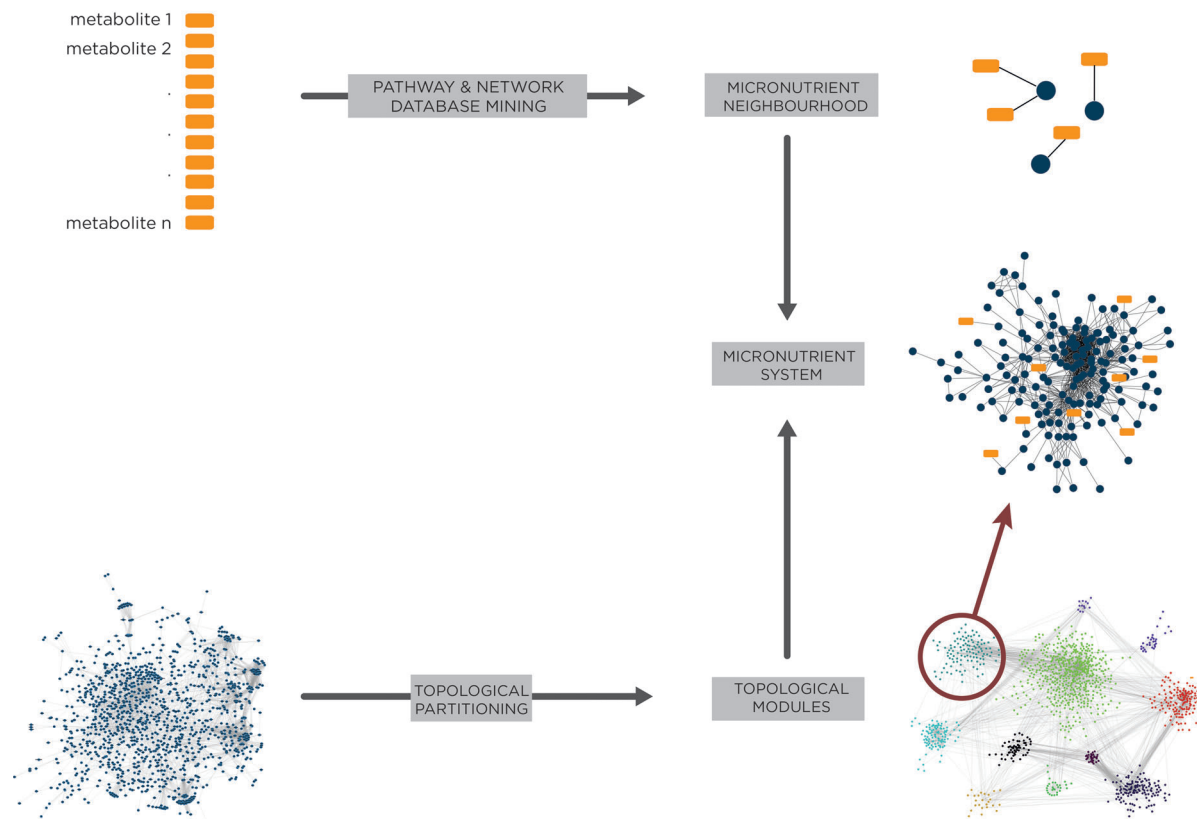 metabolite 1
metabolite 2
.
.
.
metabolite n
PATHWAY & NETWORK
DATABASE MINING
MICRONUTRIENT
NEIGHBOURHOOD
MICRONUTRIENT
SYSTEM
TOPOLOGICAL
PARTITIONING
TOPOLOGICAL
MODULES